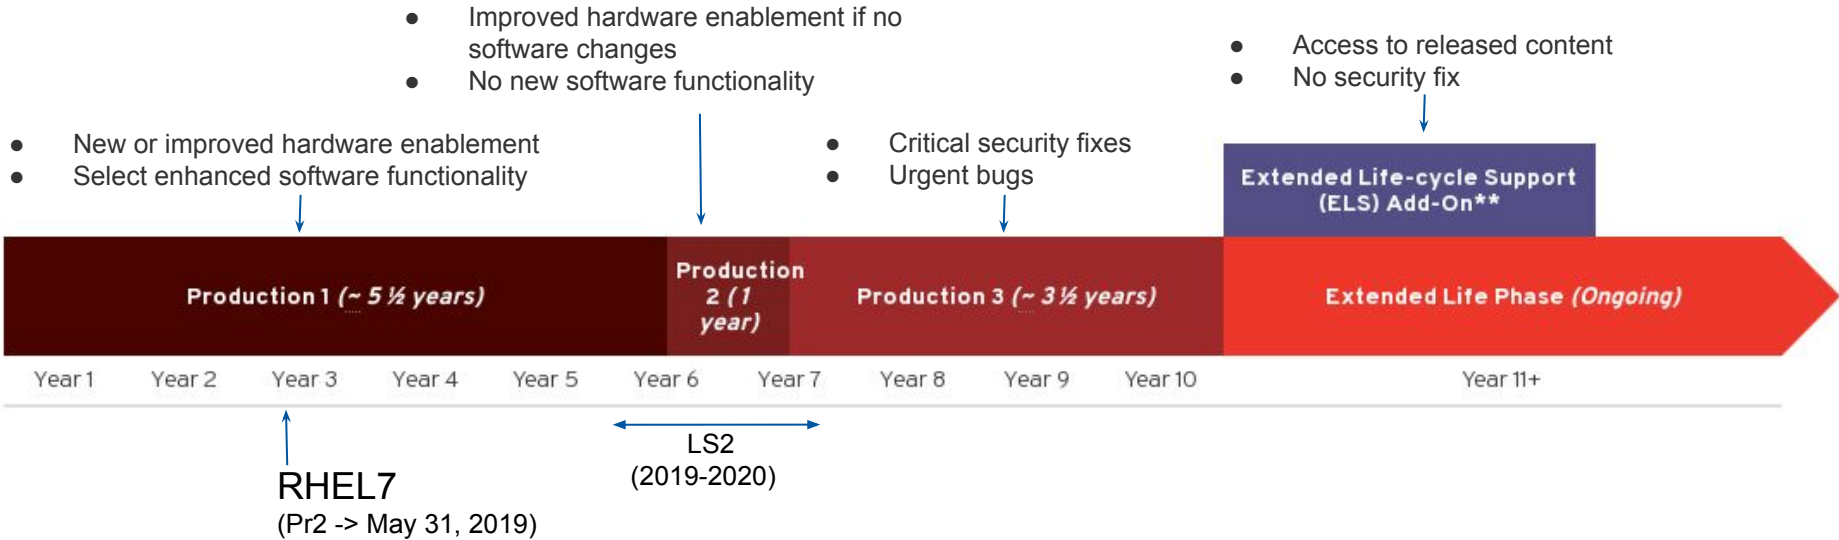 ● Improved hardware enablement if no
software changes
● No new software functionality
● Access to released content
● No security fix
● New or improved hardware enablement
● Select enhanced software functionality
● Critical security fixes
● Urgent bugs
Extended Life-cycle Support
(ELS) Add-On**
Production 1 (~ 5 ½ years)
Production
2 (1
year)
Production 3 (~ 3 ½ years)
Extended Life Phase (Ongoing)
Year 1 Year 2 Year 3 Year 4 Year 5 Year 6 Year 7 Year 8 Year 9 Year 10 Year 11+
LS2
(2019-2020)
RHEL7
(Pr2 -> May 31, 2019)